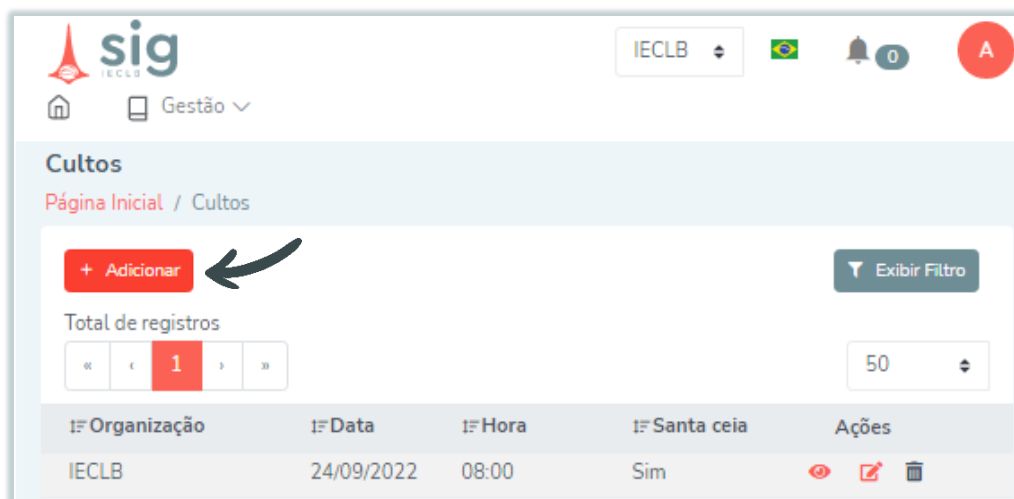 sig
IECLB
IECLB
0
A
Gestão
Cultos
Página Inicial / Cultos
+ Adicionar
Exibir Filtro
Total de registros
« ‹ 1 › »
50
Organização Data Hora Santa ceia Ações
IECLB 24/09/2022 08:00 Sim